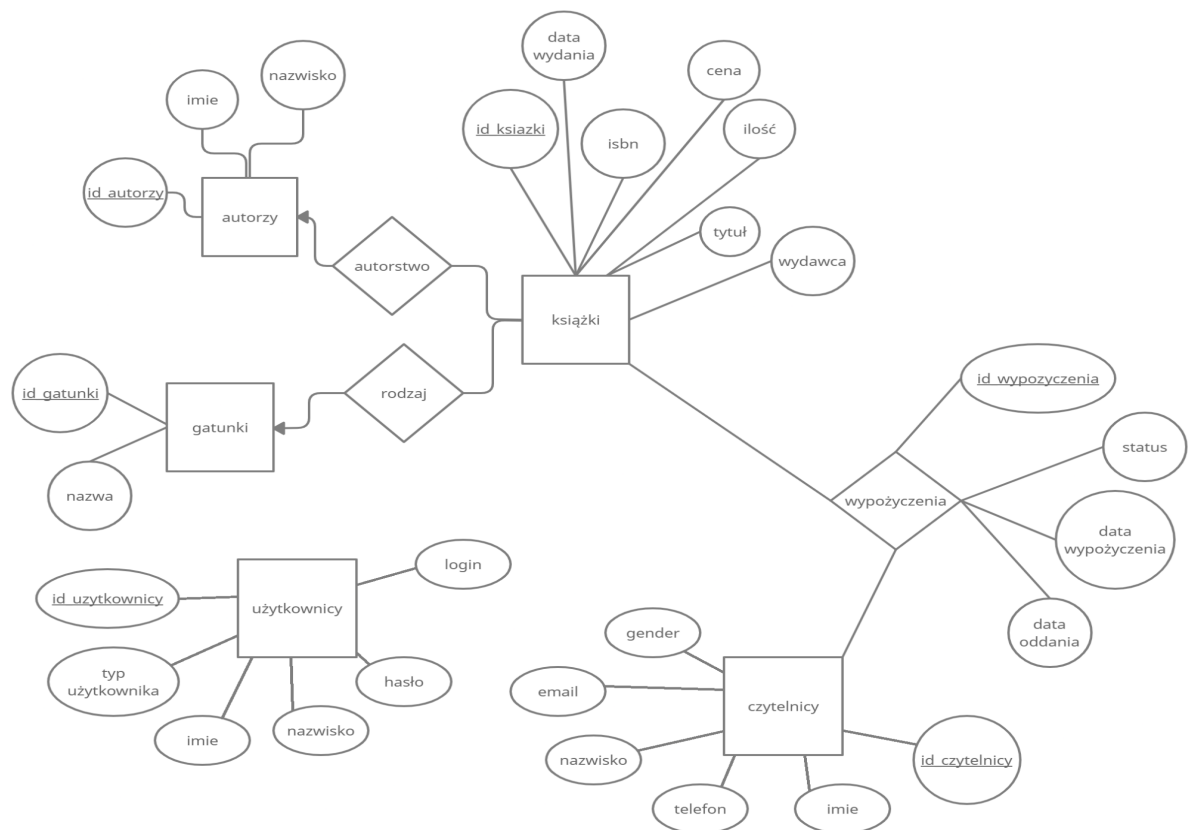 data
wydania
nazwisko
cena
imie
id_ksiazki
ilość
isbn
id_autorzy
autorzy
tytuł
autorstwo
wydawca
książki
id_wypozyczenia
id_gatunki
rodzaj
gatunki
status
nazwa
wypożyczenia
data
wypożyczenia
login
id_uzytkownicy
użytkownicy
gender
data
oddania
typ
użytkownika
hasło
email
czytelnicy
nazwisko
imie
nazwisko
id_czytelnicy
telefon
imie